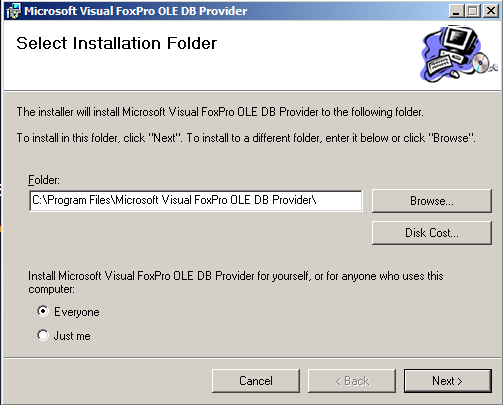 Microsoft Visual FoxPro OLE DB Provider
Select Installation Folder
The installer will install Microsoft Visual FoxPro OLE DB Provider to the following folder.
To install in this folder, click "Next". To install to a different folder, enter it below or click "Browse".
Folder:
C:\Program Files\Microsoft Visual FoxPro OLE DB Provider\
Browse...
Disk Cost...
Install Microsoft Visual FoxPro OLE DB Provider for yourself, or for anyone who uses this
computer:
Everyone
Just me
Cancel
< Back
Next >